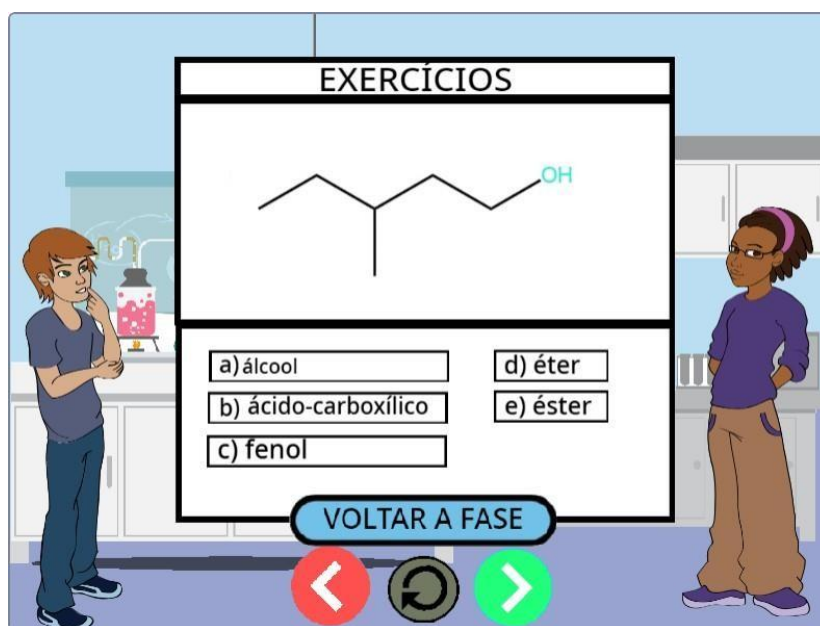 EXERCÍCIOS
OH
a) álcool
b) ácido-carboxílico
c) fenol
d) éter
e) éster
VOLTAR A FASE